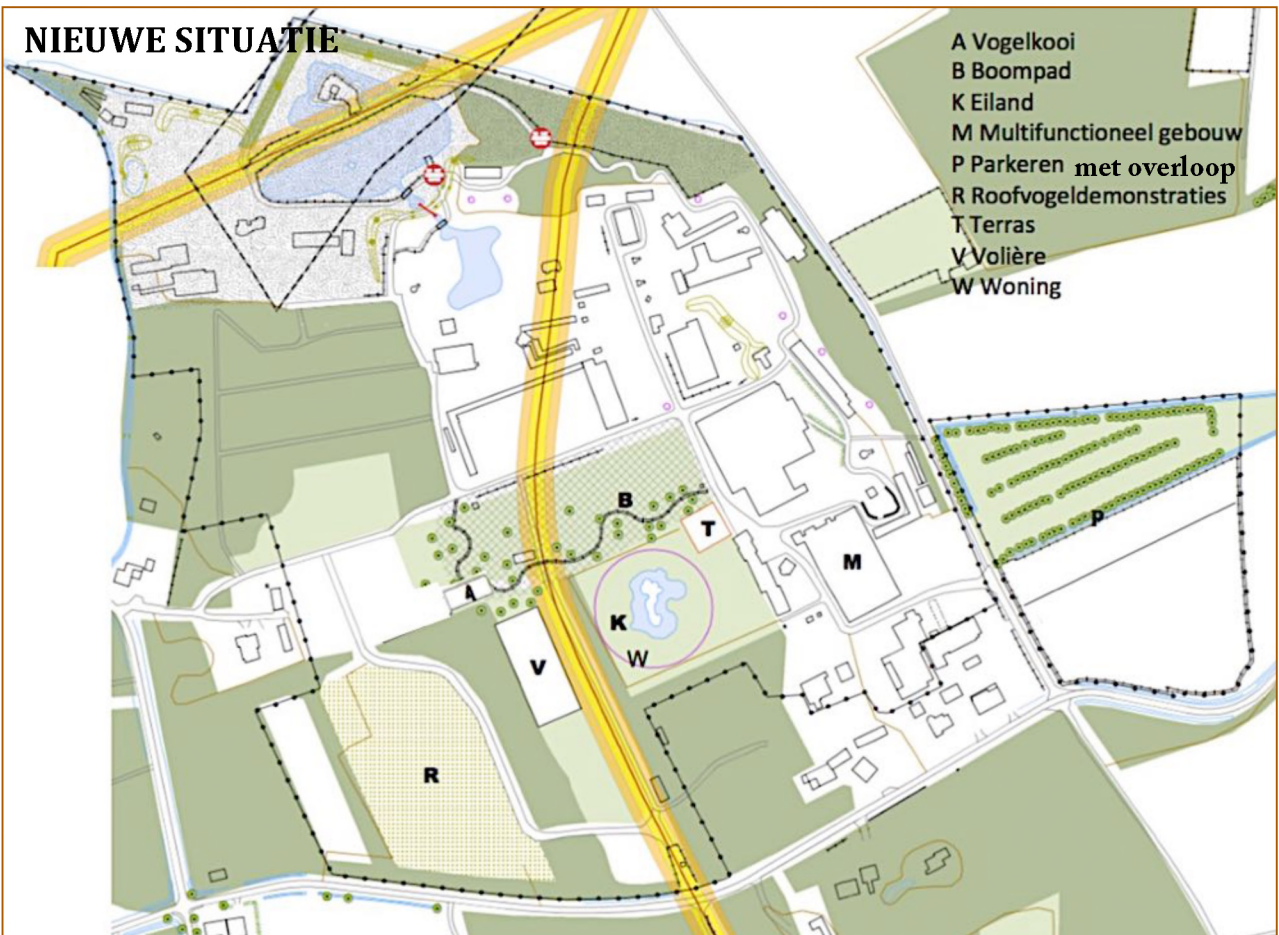 NIEUWE SITUATIE
A Vogelkooi
B Boompad
K Eiland
M Multifunctioneel gebouw
P Parkeren met overloop
R Roofvogeldemonstraties
T Terras
V Volière
W Woning
P
B
T
M
A
K
W
V
R